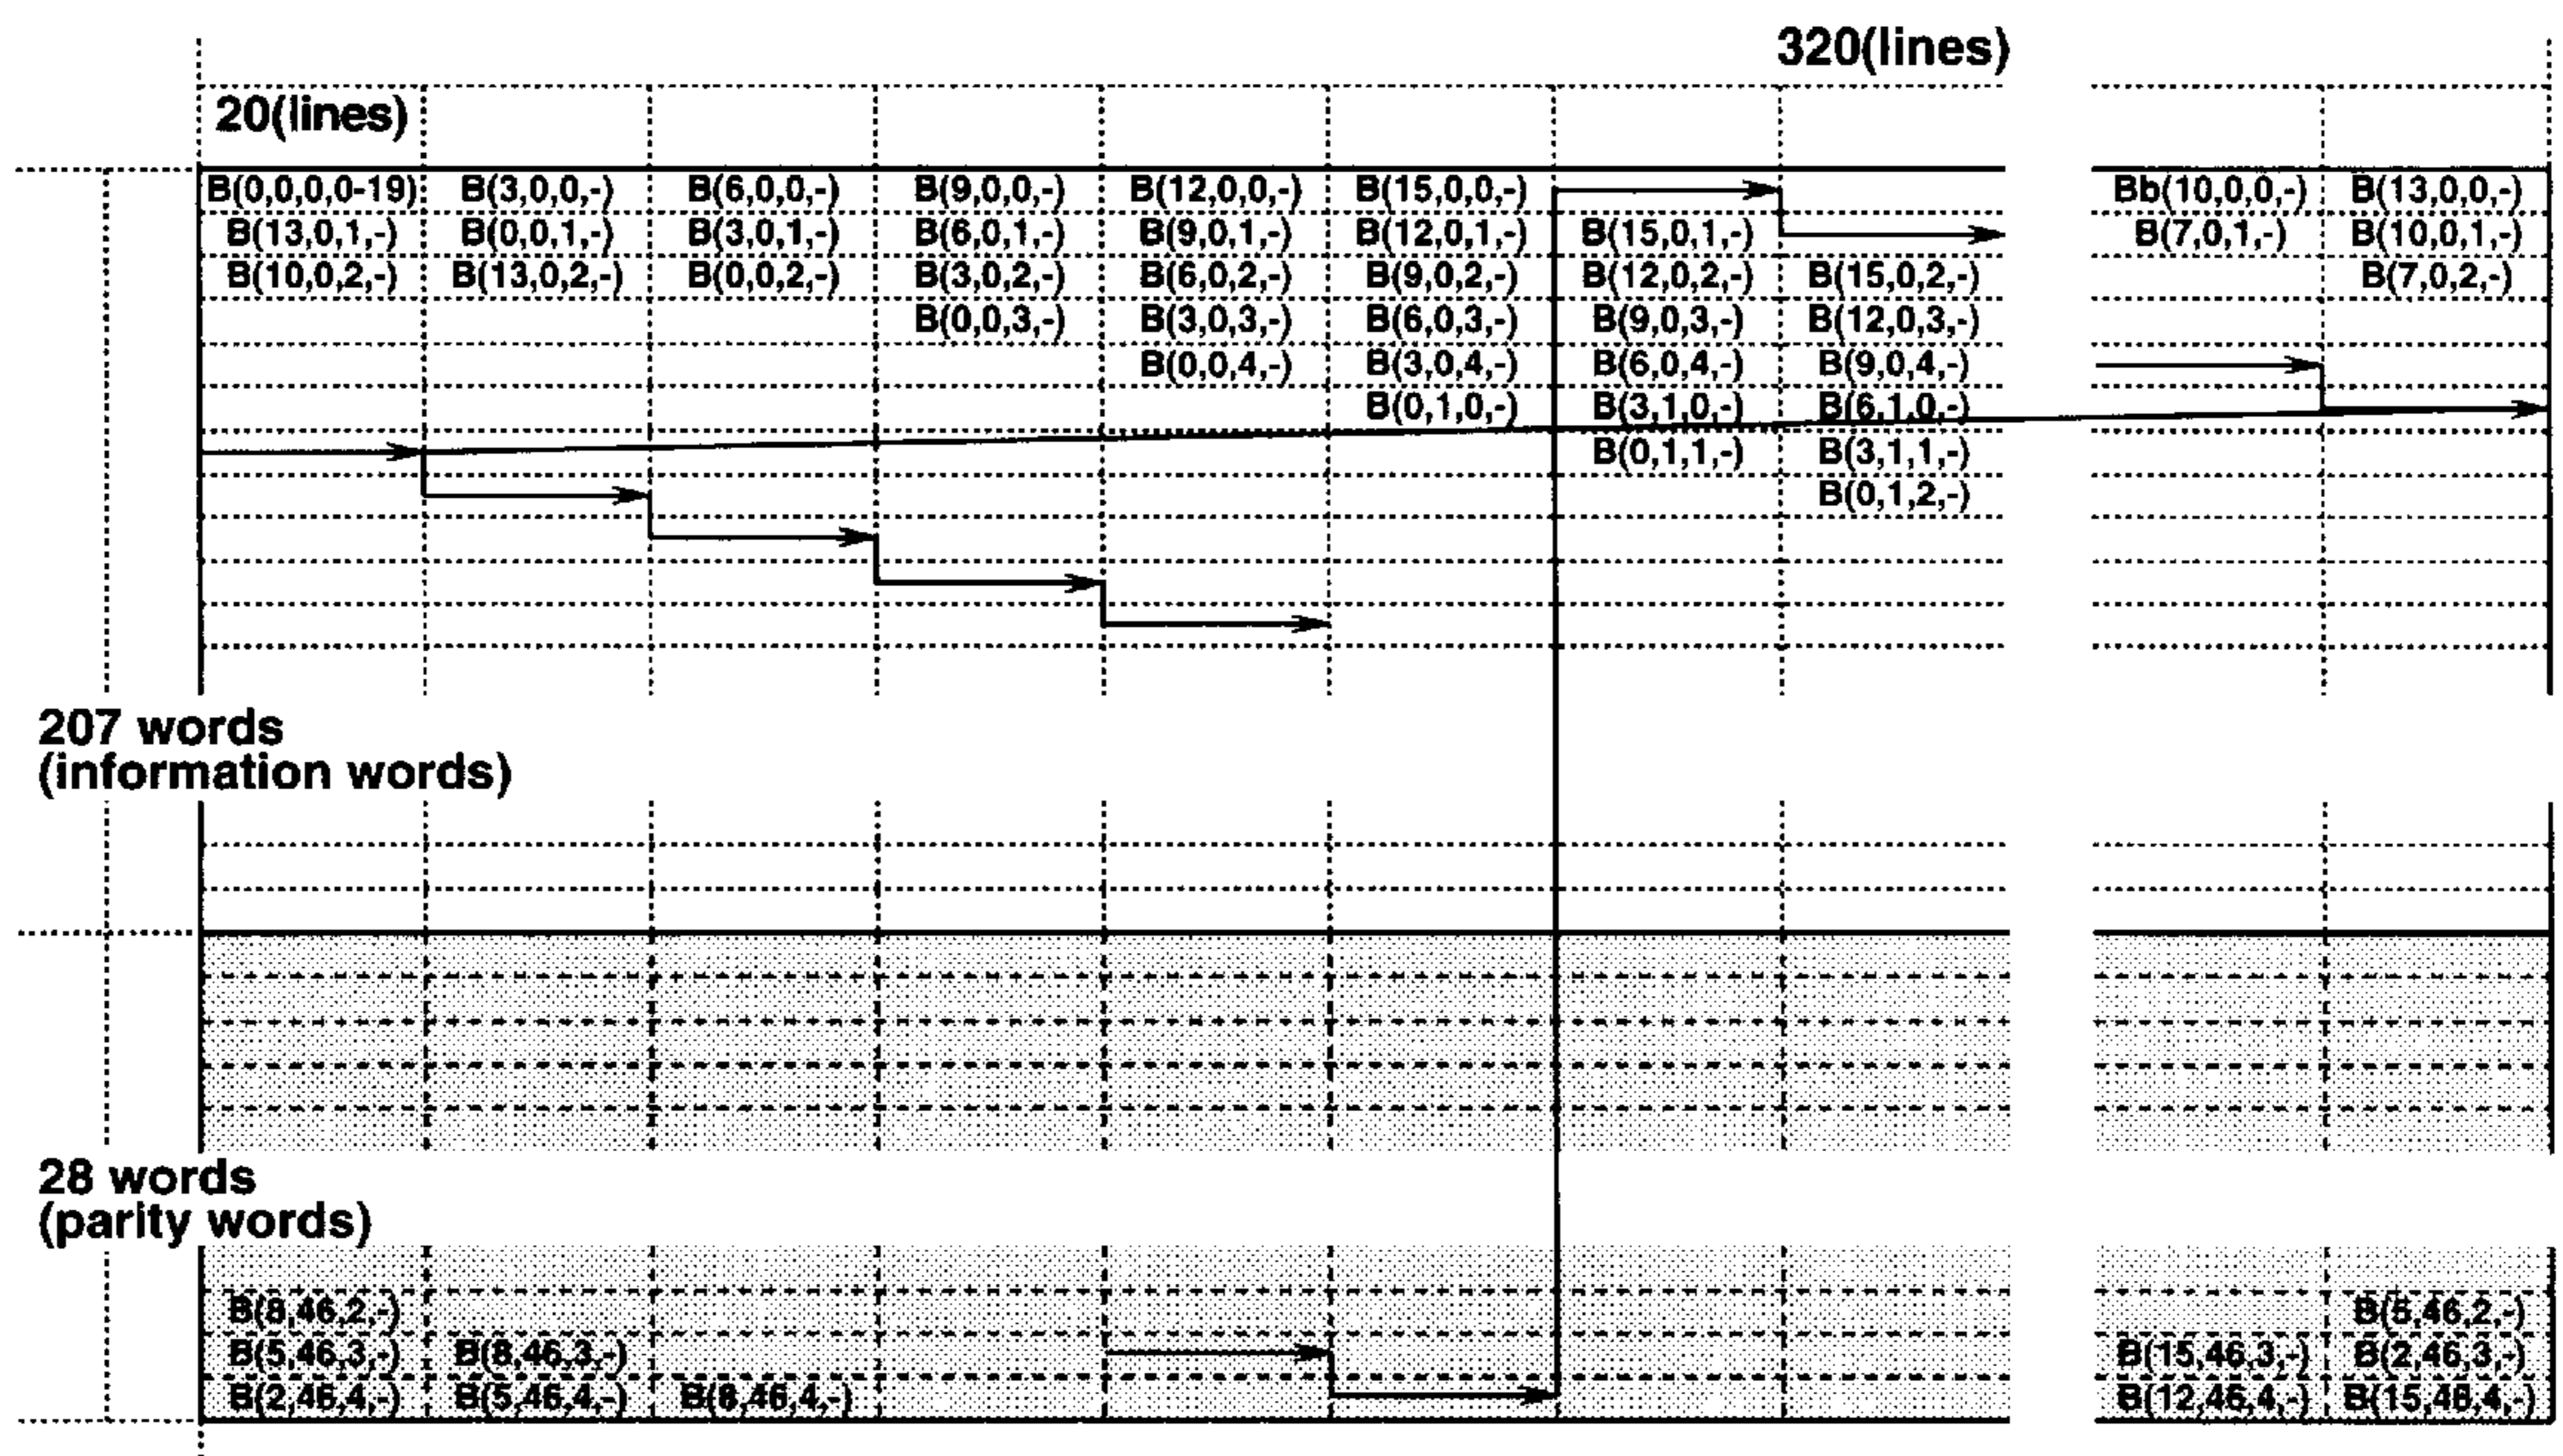 320(lines)
20(lines)
B(0,0,0,0-19) B(3,0,0,-) B(6,0,0,-) B(9,0,0,-) B(12,0,0,-) B(15,0,0,-) Bb(10,0,0,-) B(13,0,0,-)
B(13,0,1,-) B(0,0,1,-) B(3,0,1,-) B(6,0,1,-) B(9,0,1,-) B(12,0,1,-) B(15,0,1,-) B(7,0,1,-) B(10,0,1,-)
B(10,0,2,-) B(13,0,2,-) B(0,0,2,-) B(3,0,2,-) B(6,0,2,-) B(9,0,2,-) B(12,0,2,-) B(15,0,2,-) B(7,0,2,-)
B(0,0,3,-) B(3,0,3,-) B(6,0,3,-) B(9,0,3,-) B(12,0,3,-)
B(0,0,4,-) B(3,0,4,-) B(6,0,4,-) B(9,0,4,-)
B(0,1,0,-) B(3,1,0,-) B(6,1,0,-)
B(0,1,1,-) B(3,1,1,-)
B(0,1,2,-)
207 words
(information words)
28 words
(parity words)
B(8,46,2,-) B(5,46,2,-)
B(5,46,3,-) B(8,46,3,-) B(15,46,3,-) B(2,46,3,-)
B(2,46,4,-) B(5,46,4,-) B(8,46,4,-) B(12,46,4,-) B(15,46,4,-)